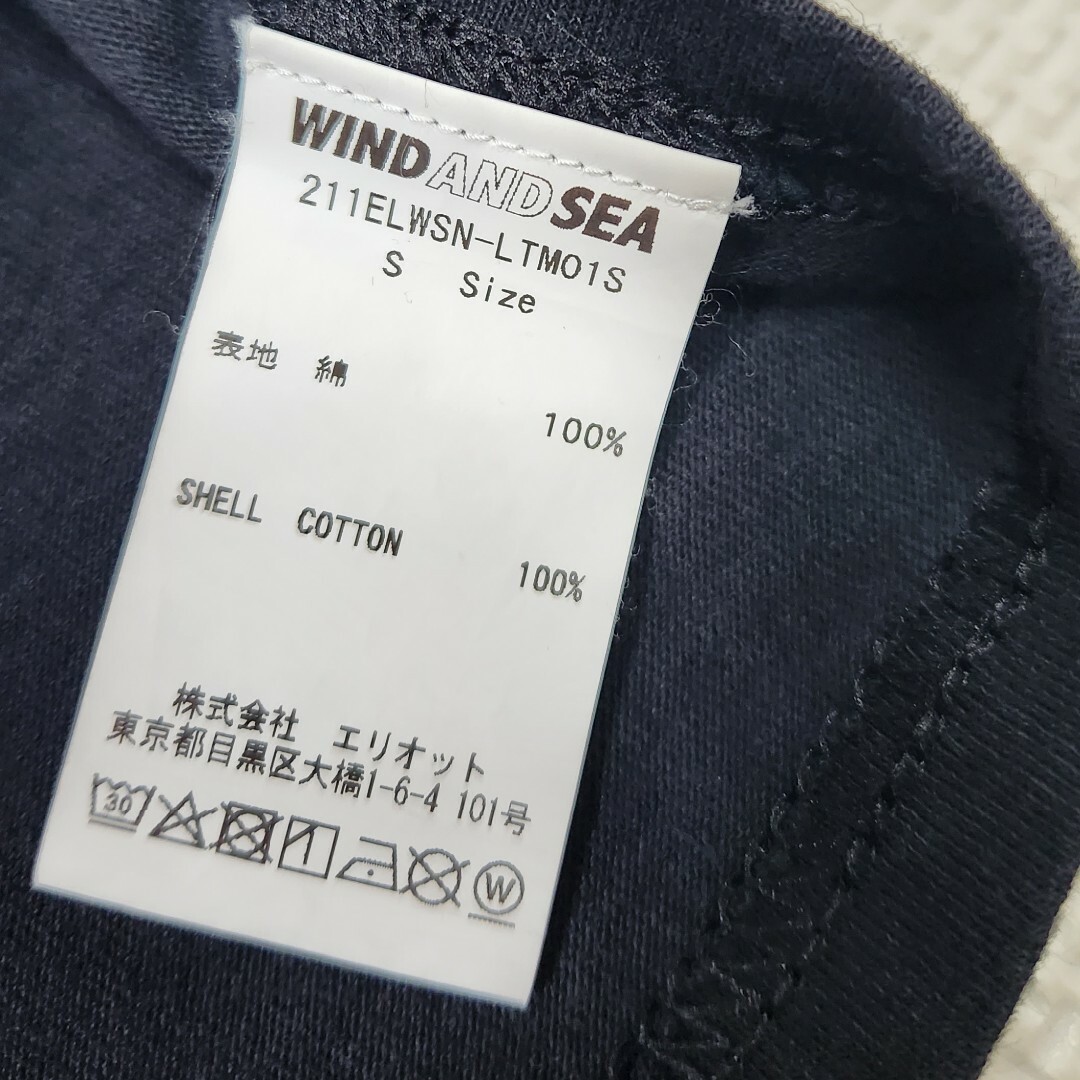 WIND AND SEA
211ELWSN-LTM01S
S Size
表地 綿
100%
SHELL COTTON
100%
株式会社 エリオット
東京都目黒区大橋1-6-4 101号
30 W